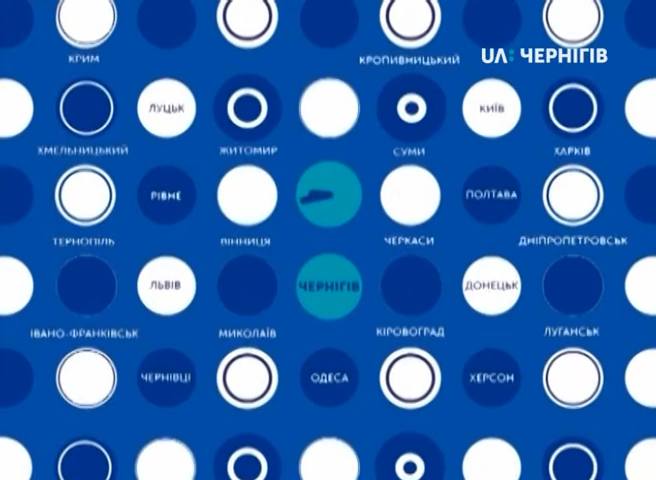 UA: ЧЕРНІГІВ
КРИМ
КРОПИВНИЦЬКИЙ
ЛУЦЬК
КИЇВ
ХМЕЛЬНИЦЬКИЙ
ЖИТОМИР
СУМИ
ХАРКІВ
РІВНЕ
ПОЛТАВА
ТЕРНОПІЛЬ
ВІННИЦЯ
ЧЕРКАСИ
ДНІПРОПЕТРОВСЬК
ЛЬВІВ
ЧЕРНІГІВ
ДОНЕЦЬК
ІВАНО-ФРАНКІВСЬК
МИКОЛАЇВ
КІРОВОГРАД
ЛУГАНСЬК
ЧЕРНІВЦІ
ОДЕСА
ХЕРСОН